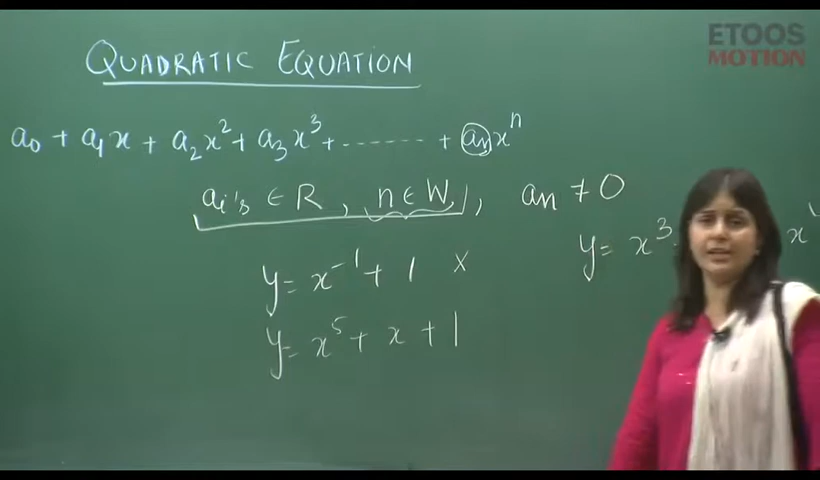 ETOOS
MOTION
QUADRATIC EQUATION
a₀ + a₁x + a₂x² + a₃x³ + ....... + aₙxⁿ
aᵢ's ∈ R, n ∈ W, aₙ ≠ 0
y = x⁻¹ + 1 ×
y = x³
y = x⁵ + x + 1